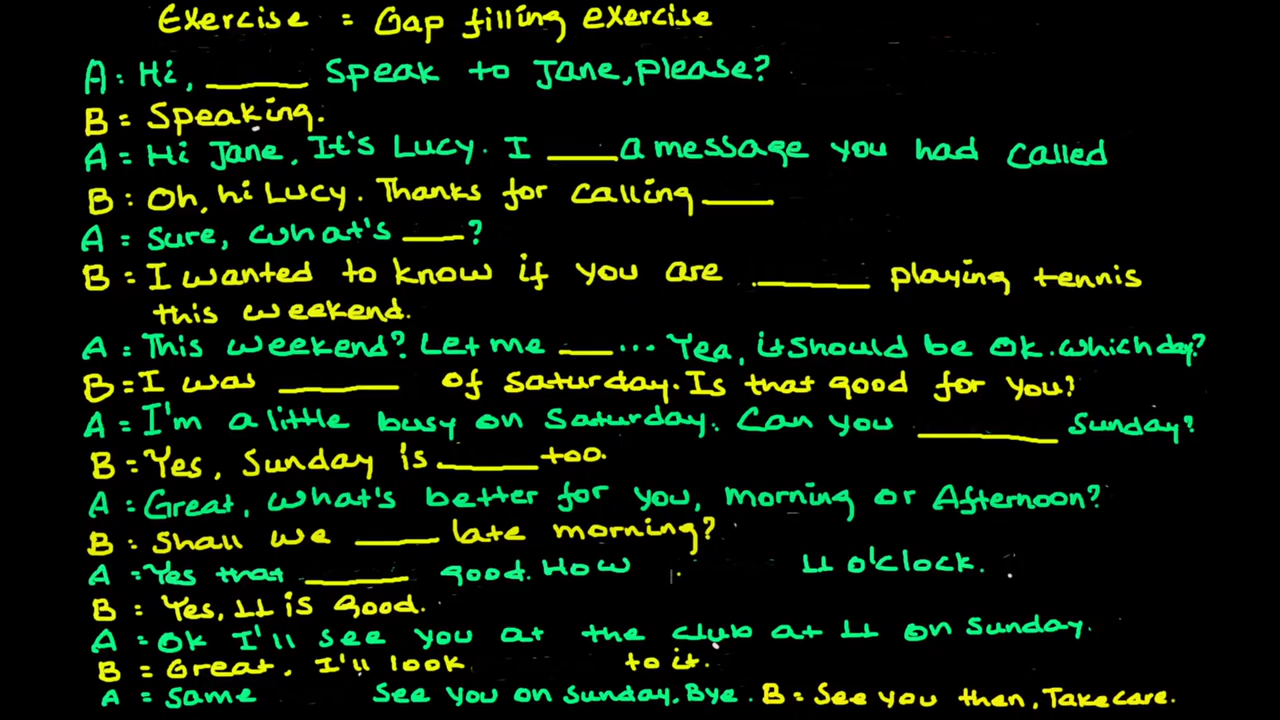 Exercise = Gap filling exercise
A: Hi, ______ Speak to Jane, please?
B = Speaking.
A = Hi Jane, It's Lucy. I ____ a message you had called
B: Oh, hi Lucy. Thanks for calling ____
A = Sure, what's ____?
B = I wanted to know if you are ______ playing tennis
this weekend.
A = This weekend? Let me ___... Yea, it should be ok. which day?
B = I was ______ of saturday. Is that good for you?
A = I'm a little busy on Saturday. Can you ________ Sunday?
B = Yes, Sunday is ______ too.
A = Great, what's better for you, morning or Afternoon?
B: Shall we _____ late morning?
A = Yes that ______ good. How 11 o'clock.
B : Yes, 11 is good.
A = Ok I'll see you at the club at 11 on Sunday.
B = Great, I'll look to it.
A = Same See you on Sunday. Bye. B = See you then, Take care.